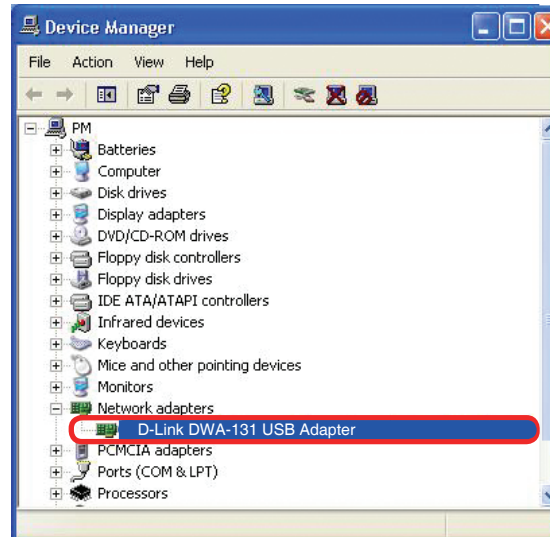 Device Manager
File Action View Help
PM
Batteries
Computer
Disk drives
Display adapters
DVD/CD-ROM drives
Floppy disk controllers
Floppy disk drives
IDE ATA/ATAPI controllers
Infrared devices
Keyboards
Mice and other pointing devices
Monitors
Network adapters
D-Link DWA-131 USB Adapter
PCMCIA adapters
Ports (COM & LPT)
Processors